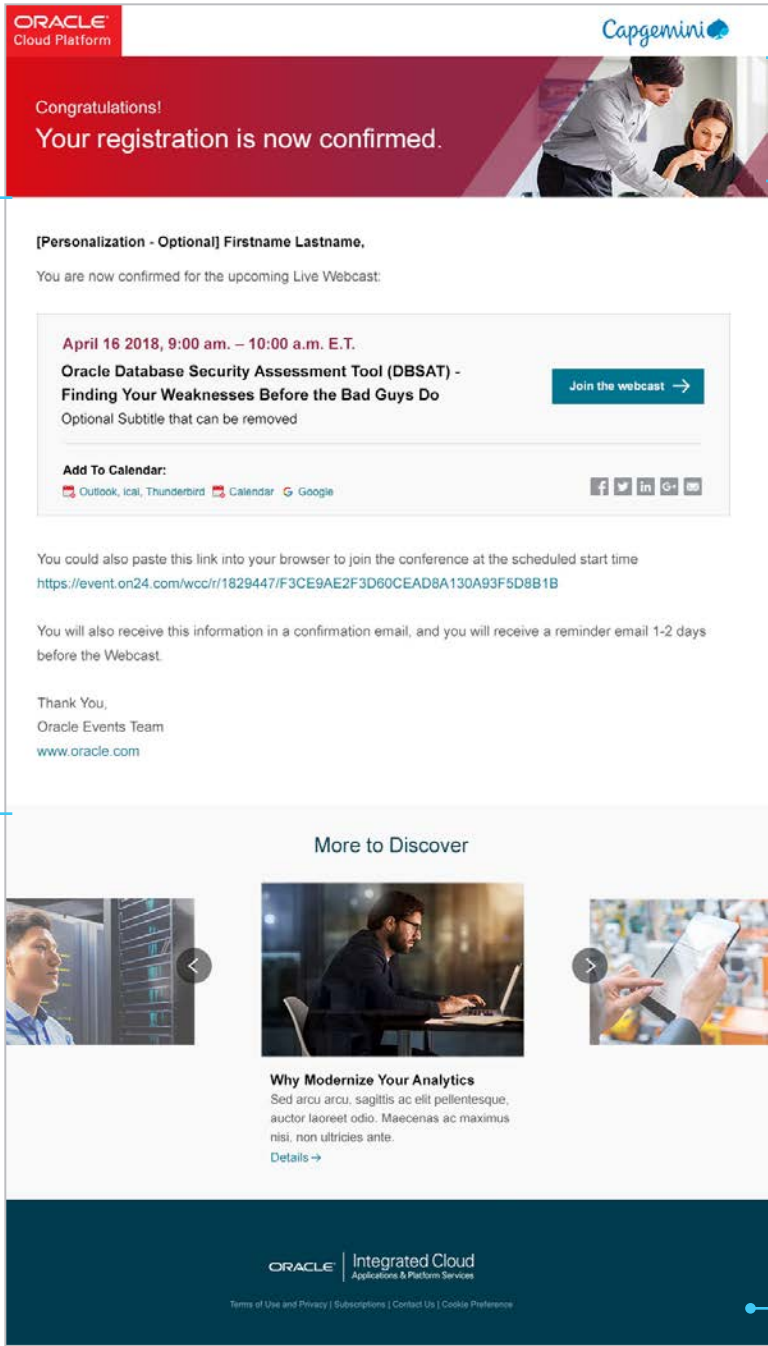 ORACLE®
Cloud Platform
Capgemini
Congratulations!
Your registration is now confirmed.
[Personalization - Optional] Firstname Lastname,
You are now confirmed for the upcoming Live Webcast:
April 16 2018, 9:00 am. – 10:00 a.m. E.T.
Oracle Database Security Assessment Tool (DBSAT) -
Finding Your Weaknesses Before the Bad Guys Do
Optional Subtitle that can be removed
Join the webcast →
Add To Calendar:
Outlook, ical, Thunderbird Calendar G Google
f in G+
You could also paste this link into your browser to join the conference at the scheduled start time
https://event.on24.com/wcc/r/1829447/F3CE9AE2F3D60CEAD8A130A93F5D8B1B
You will also receive this information in a confirmation email, and you will receive a reminder email 1-2 days
before the Webcast.
Thank You,
Oracle Events Team
www.oracle.com
More to Discover
Why Modernize Your Analytics
Sed arcu arcu, sagittis ac elit pellentesque,
auctor laoreet odio. Maecenas ac maximus
nisi, non ultricies ante.
Details →
ORACLE® | Integrated Cloud
Applications & Platform Services
Terms of Use and Privacy | Subscriptions | Contact Us | Cookie Preference